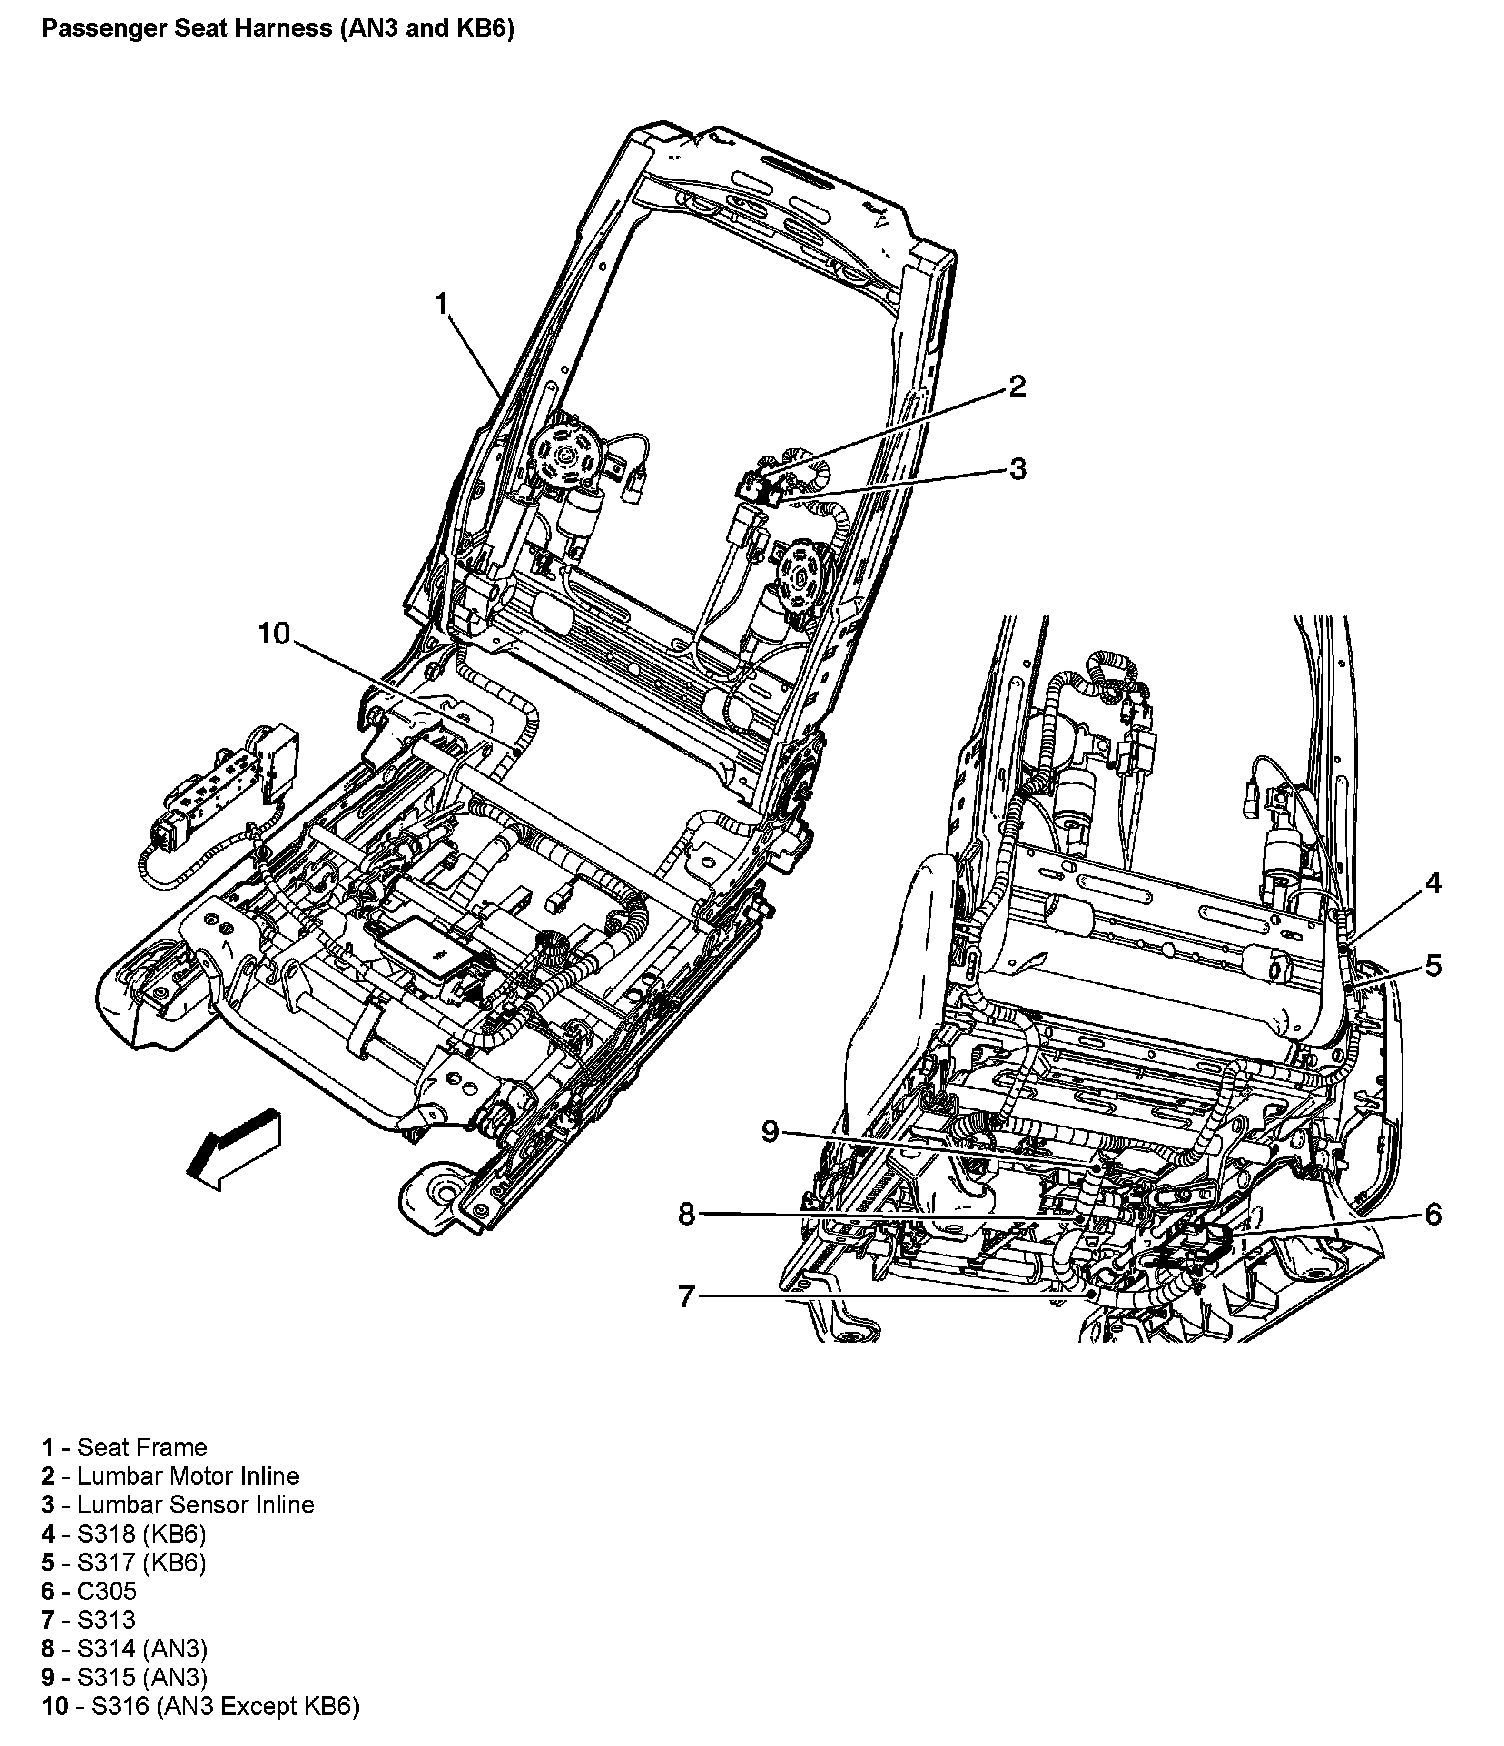 Passenger Seat Harness (AN3 and KB6)
1
2
3
10
4
5
9
8
6
7
1 - Seat Frame
2 - Lumbar Motor Inline
3 - Lumbar Sensor Inline
4 - S318 (KB6)
5 - S317 (KB6)
6 - C305
7 - S313
8 - S314 (AN3)
9 - S315 (AN3)
10 - S316 (AN3 Except KB6)